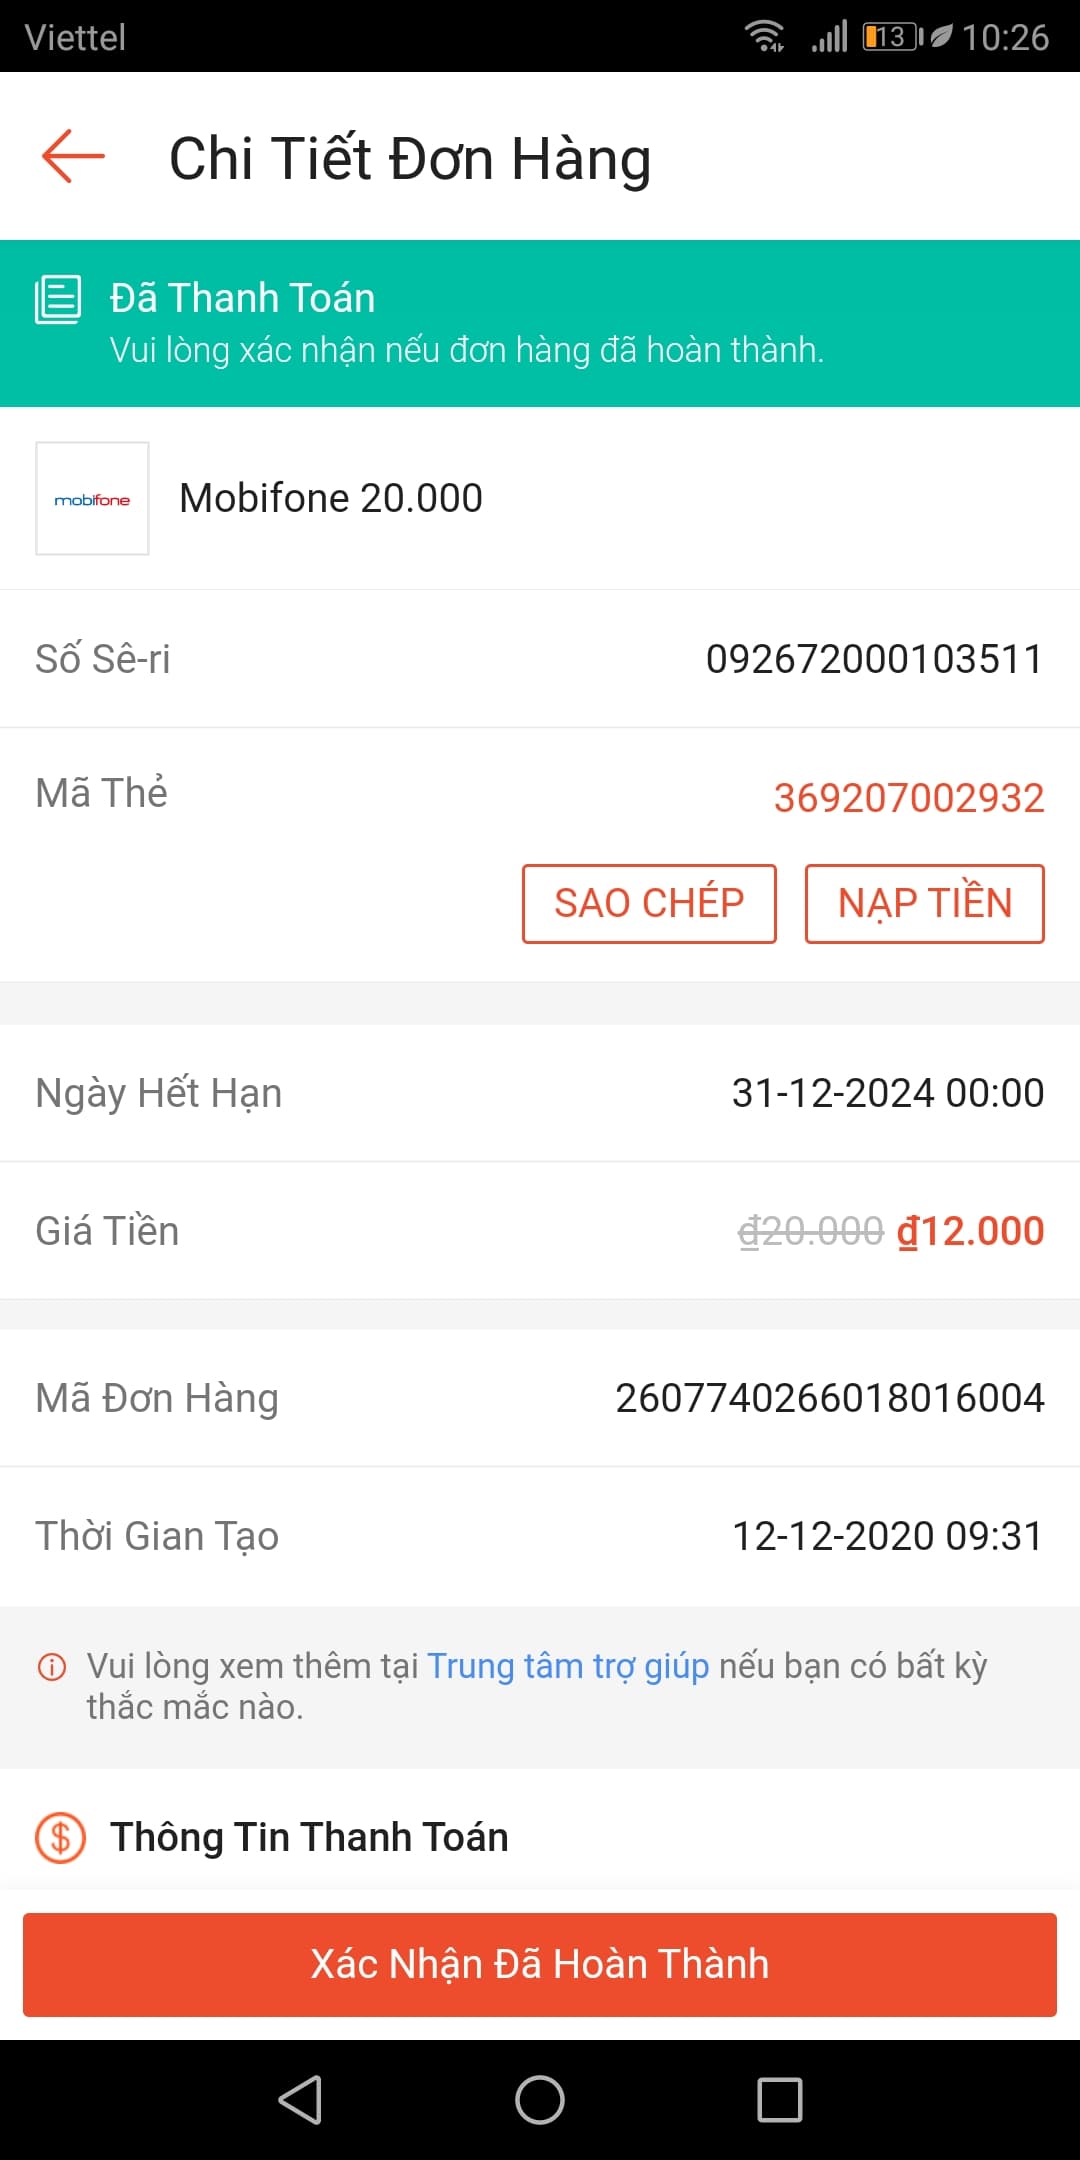 Viettel
13 10:26
Chi Tiết Đơn Hàng
Đã Thanh Toán
Vui lòng xác nhận nếu đơn hàng đã hoàn thành.
mobifone
Mobifone 20.000
Số Sê-ri 092672000103511
Mã Thẻ 369207002932
SAO CHÉP NẠP TIỀN
Ngày Hết Hạn 31-12-2024 00:00
Giá Tiền ₫20.000 ₫12.000
Mã Đơn Hàng 2607740266018016004
Thời Gian Tạo 12-12-2020 09:31
Vui lòng xem thêm tại Trung tâm trợ giúp nếu bạn có bất kỳ
thắc mắc nào.
Thông Tin Thanh Toán
Xác Nhận Đã Hoàn Thành